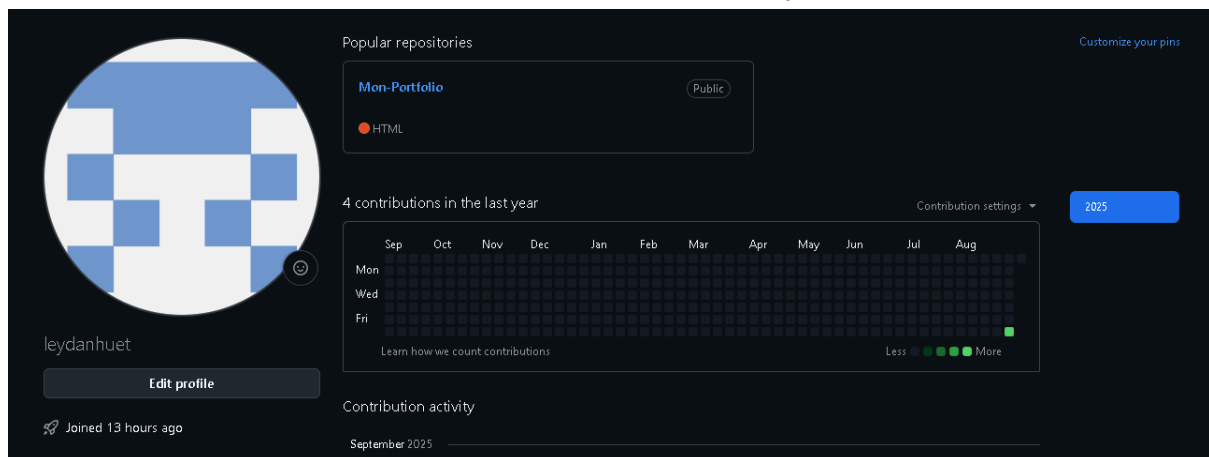 Popular repositories
Customize your pins
Mon-Portfolio
Public
HTML
4 contributions in the last year
Contribution settings
2025
Sep Oct Nov Dec Jan Feb Mar Apr May Jun Jul Aug
Mon
Wed
Fri
Learn how we count contributions
Less More
leydanhuet
Edit profile
Joined 13 hours ago
Contribution activity
September 2025